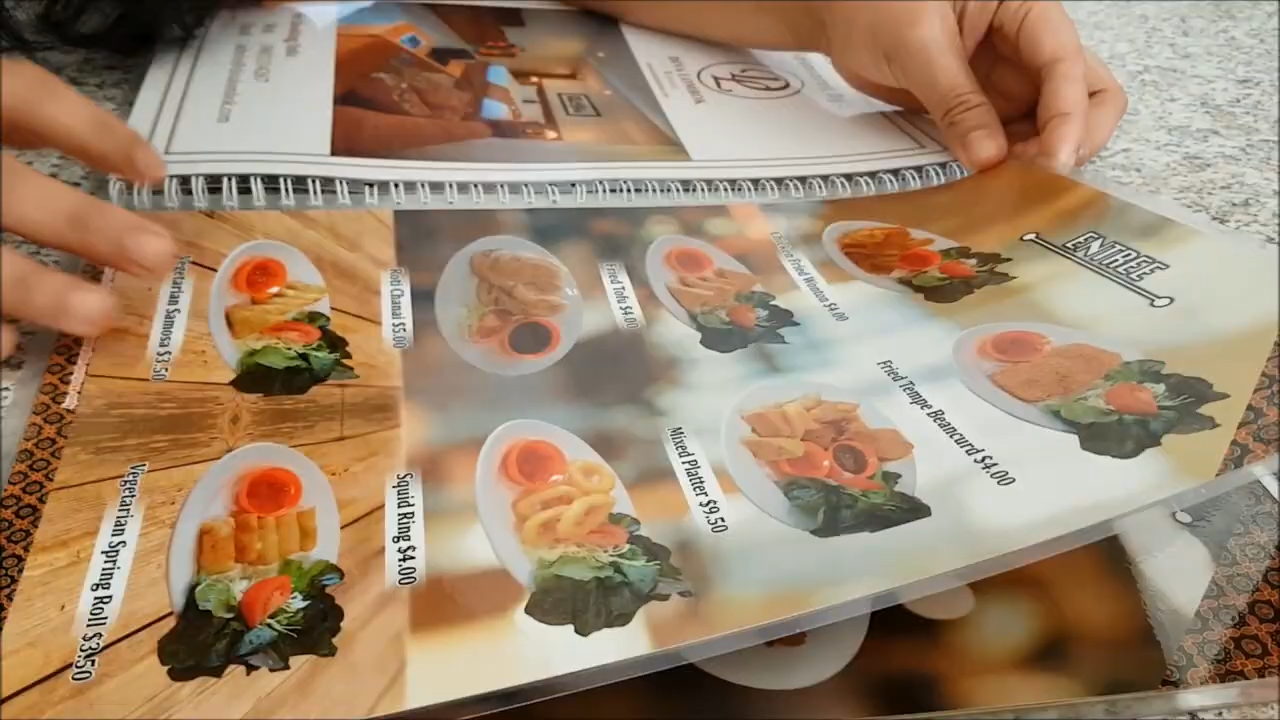 ENTREE
Chicken Fried Wonton $4.00
Fried Tempe Beancurd $4.00
Fried Tofu $4.00
Mixed Platter $9.50
Roti Chanai $5.00
Squid Ring $4.00
Vegetarian Samosa $3.50
Vegetarian Spring Roll $3.50